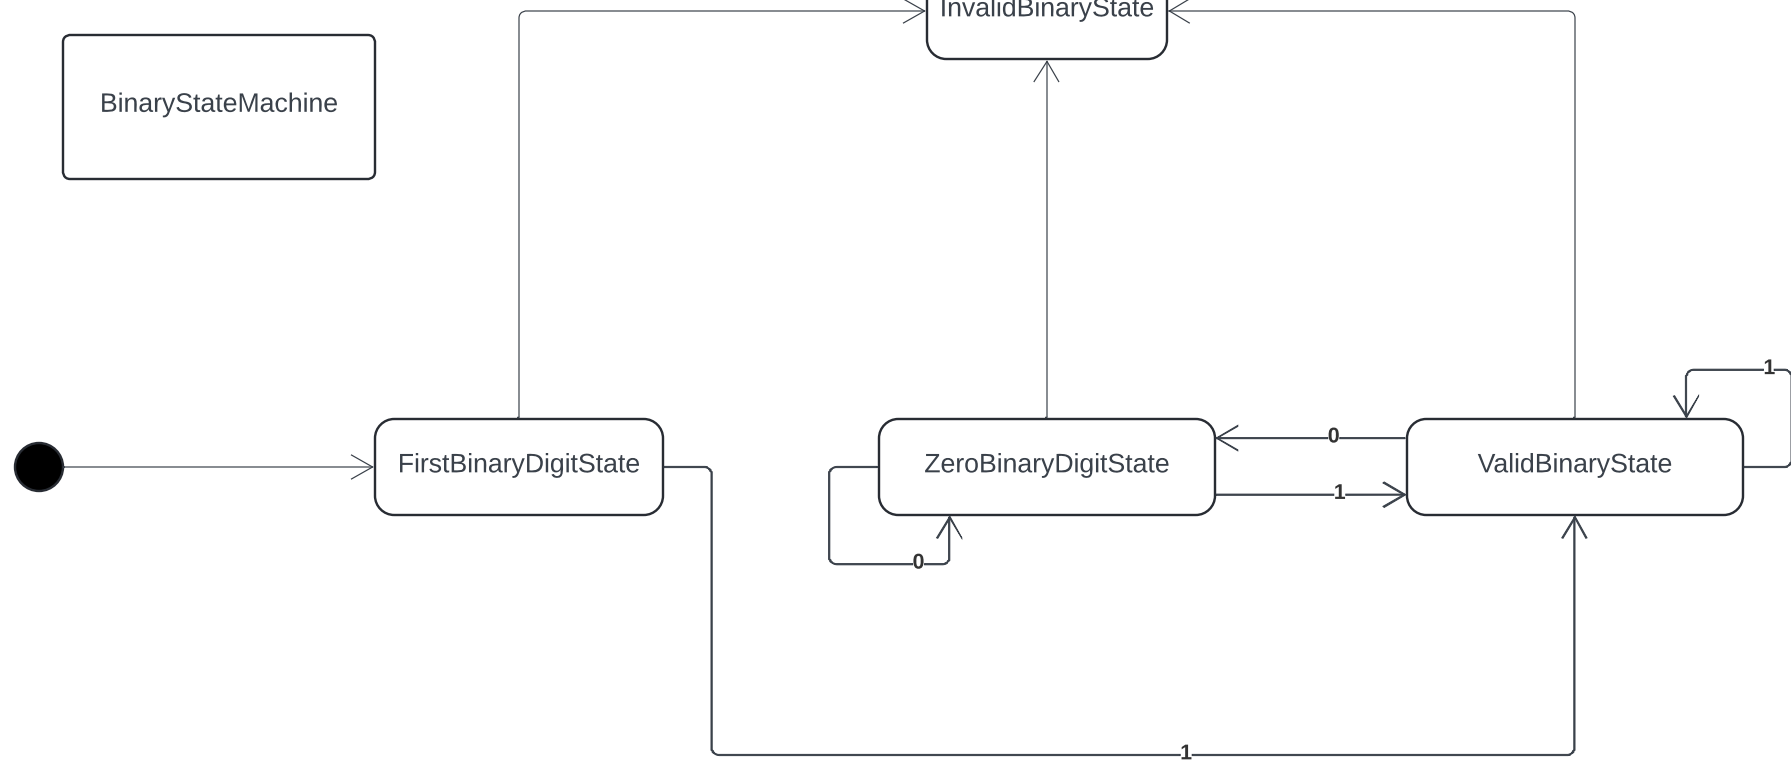 InvalidBinaryState
BinaryStateMachine
1
0
FirstBinaryDigitState
ZeroBinaryDigitState
ValidBinaryState
1
0
1